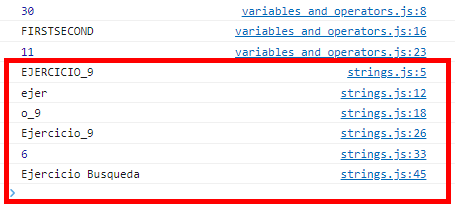 30 variables and operators.js:8
FIRSTSECOND variables and operators.js:16
11 variables and operators.js:23
EJERCICIO_9 strings.js:5
ejer strings.js:12
o_9 strings.js:18
Ejercicio_9 strings.js:26
6 strings.js:33
Ejercicio Busqueda strings.js:45
>